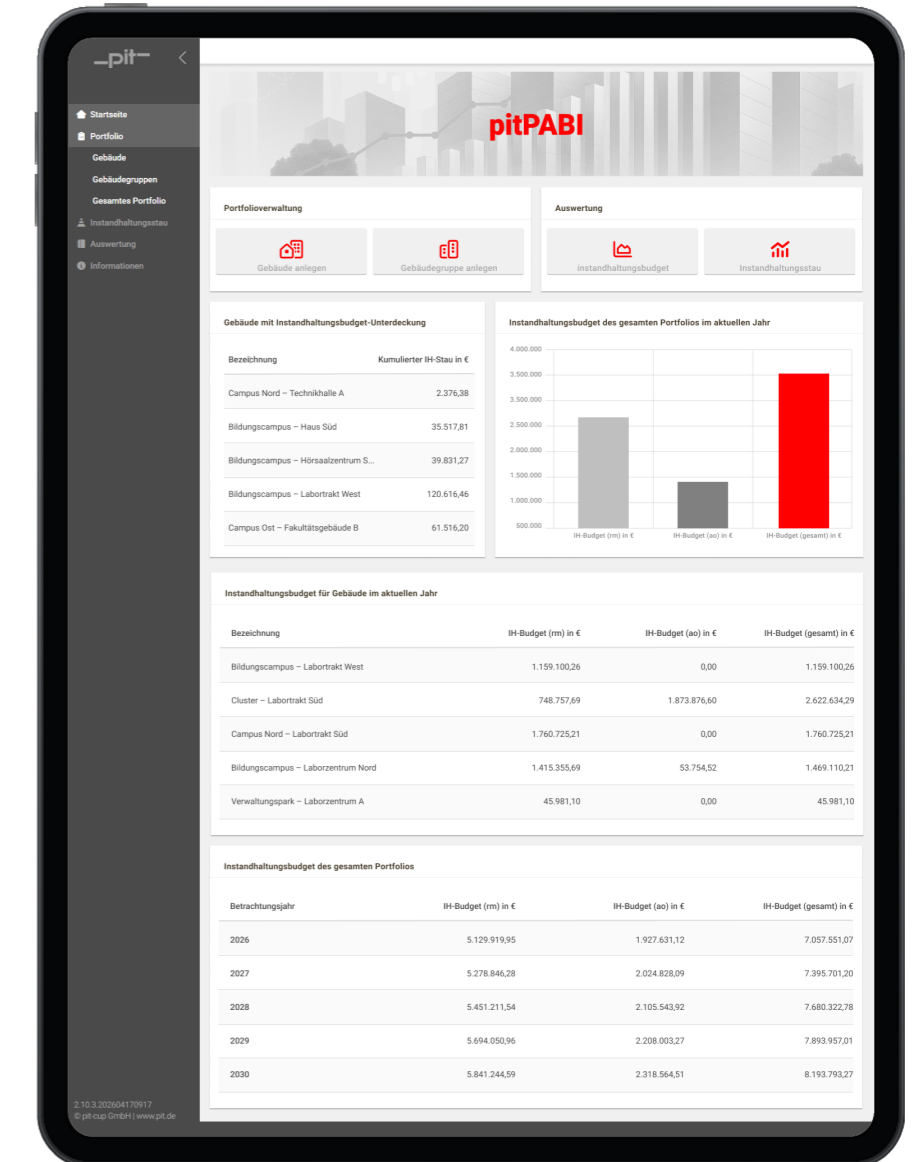 _pit–
Startseite
Portfolio
Gebäude
Gebäudegruppen
Gesamtes Portfolio
Instandhaltungsstau
Auswertung
Informationen
2.10.3.202604170917
© pit-cup GmbH | www.pit.de
pitPABI
Portfolioverwaltung
Gebäude anlegen
Gebäudegruppe anlegen
Auswertung
instandhaltungsbudget
Instandhaltungsstau
Gebäude mit Instandhaltungsbudget-Unterdeckung
Bezeichnung Kumulierter IH-Stau in €
Campus Nord – Technikhalle A 2.376,38
Bildungscampus – Haus Süd 35.517,81
Bildungscampus – Hörsaalzentrum S... 39.831,27
Bildungscampus – Labortrakt West 120.616,46
Campus Ost – Fakultätsgebäude B 61.516,20
Instandhaltungsbudget des gesamten Portfolios im aktuellen Jahr
4.000.000
3.500.000
3.500.000
2.500.000
2.000.000
1.500.000
1,000.000
500.000
IH-Budget (rm) in € IH-Budget (ao) in € IH-Budget (gesamt) in €
Instandhaltungsbudget für Gebäude im aktuellen Jahr
Bezeichnung IH-Budget (rm) in € IH-Budget (ao) in € IH-Budget (gesamt) in €
Bildungscampus – Labortrakt West 1.159.100,26 0,00 1.159.100,26
Cluster – Labortrakt Süd 748.757,69 1.873.876,60 2.622.634,29
Campus Nord – Labortrakt Süd 1.760.725,21 0,00 1.760.725,21
Bildungscampus – Laborzentrum Nord 1.415.355,69 53.754,52 1.469.110,21
Verwaltungspark – Laborzentrum A 45.981,10 0,00 45.981,10
Instandhaltungsbudget des gesamten Portfolios
Betrachtungsjahr IH-Budget (rm) in € IH-Budget (ao) in € IH-Budget (gesamt) in €
2026 5.129.919,95 1.927.631,12 7.057.551,07
2027 5.278.846,28 2.024.828,09 7.395.701,20
2028 5.451.211,54 2.105.543,92 7.680.322,78
2029 5.694.050,96 2.208.003,27 7.893.957,01
2030 5.841.244,59 2.318.564,51 8.193.793,27